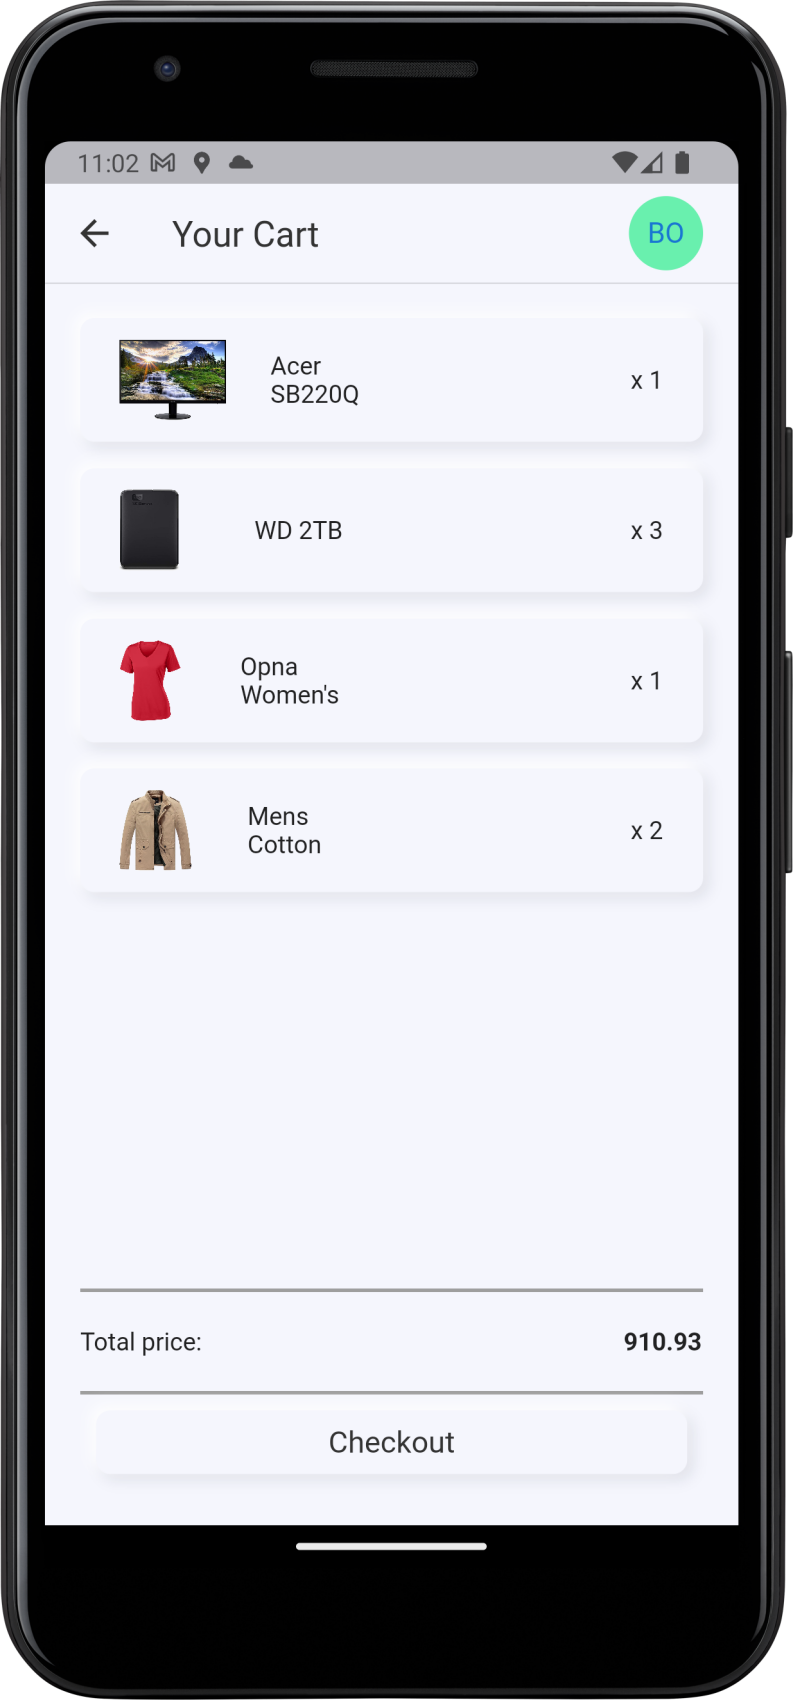 11:02
Your Cart
BO
Acer
SB220Q
x 1
WD 2TB
x 3
Opna
Women's
x 1
Mens
Cotton
x 2
Total price:
910.93
Checkout